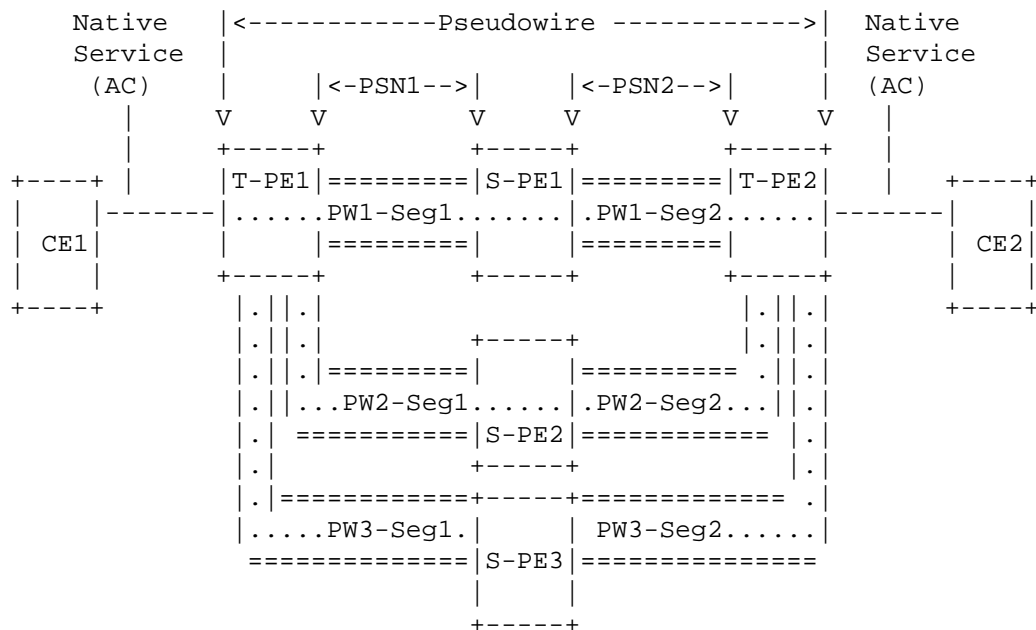 Native |<------------Pseudowire ------------>| Native
Service | | Service
(AC) | |<-PSN1-->| |<-PSN2-->| | (AC)
| V V V V V V |
| +-----+ +-----+ +-----+ |
+----+ | |T-PE1|=========|S-PE1|=========|T-PE2| | +----+
| |-------|......PW1-Seg1.......|.PW1-Seg2......|-------| |
| CE1| | |=========| |=========| | | CE2|
| | +-----+ +-----+ +-----+ | |
+----+ |.||.| |.||.| +----+
|.||.| +-----+ |.||.|
|.||.|=========| |========= .||.|
|.||...PW2-Seg1......|.PW2-Seg2...||.|
|.| ===========|S-PE2|============ |.|
|.| +-----+ |.|
|.|============+-----+============= .|
|.....PW3-Seg1.| | PW3-Seg2......|
==============|S-PE3|===============
| |
+-----+